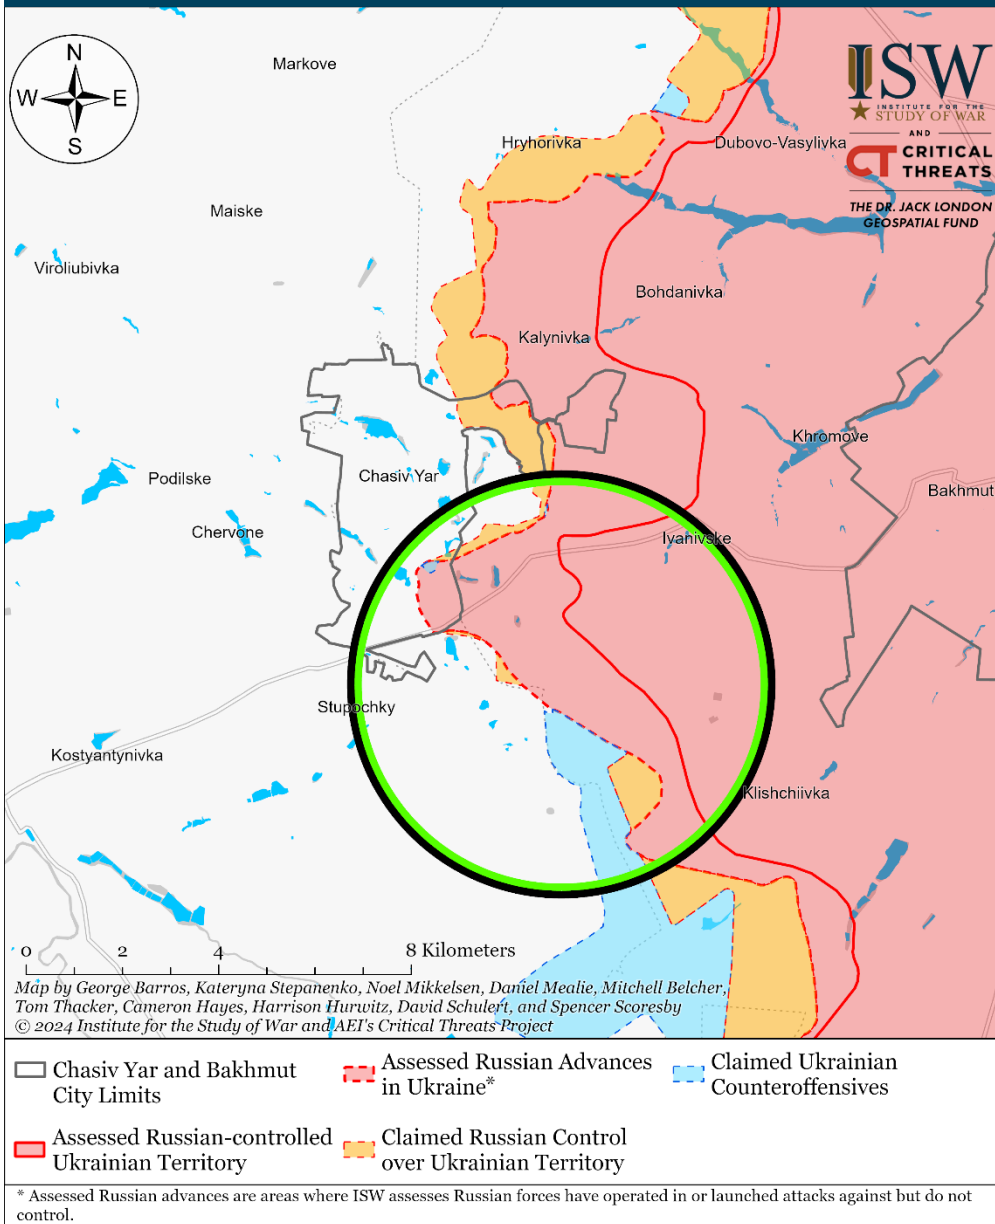 N
W E
S
ISW
INSTITUTE FOR THE
STUDY OF WAR
AND
CT CRITICAL
THREATS
THE DR. JACK LONDON
GEOSPATIAL FUND
Markove
Hryhorivka
Dubovo-Vasylivka
Maiske
Viroliubivka
Bohdanivka
Kalynivka
Khromove
Chasiv Yar
Podilske
Bakhmut
Chervone
Ivanivske
Stupochky
Kostyantynivka
Klishchiivka
0 2 4 8 Kilometers
Map by George Barros, Kateryna Stepanenko, Noel Mikkelsen, Daniel Mealie, Mitchell Belcher,
Tom Thacker, Cameron Hayes, Harrison Hurwitz, David Schulert, and Spencer Scoresby
© 2024 Institute for the Study of War and AEI's Critical Threats Project
Chasiv Yar and Bakhmut
City Limits
Assessed Russian Advances
in Ukraine*
Claimed Ukrainian
Counteroffensives
Assessed Russian-controlled
Ukrainian Territory
Claimed Russian Control
over Ukrainian Territory
* Assessed Russian advances are areas where ISW assesses Russian forces have operated in or launched attacks against but do not
control.